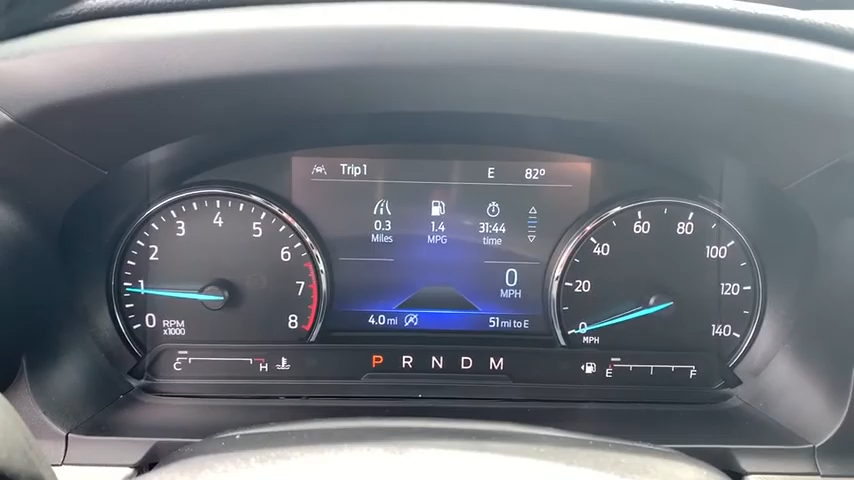 Trip 1 E 82°
0.3 1.4 31:44
Miles MPG time
0
MPH
4.0 mi 51 mi to E
0 1 2 3 4 5 6 7 8
RPM
x1000
0 20 40 60 80 100 120 140
MPH
C H P R N D M E F